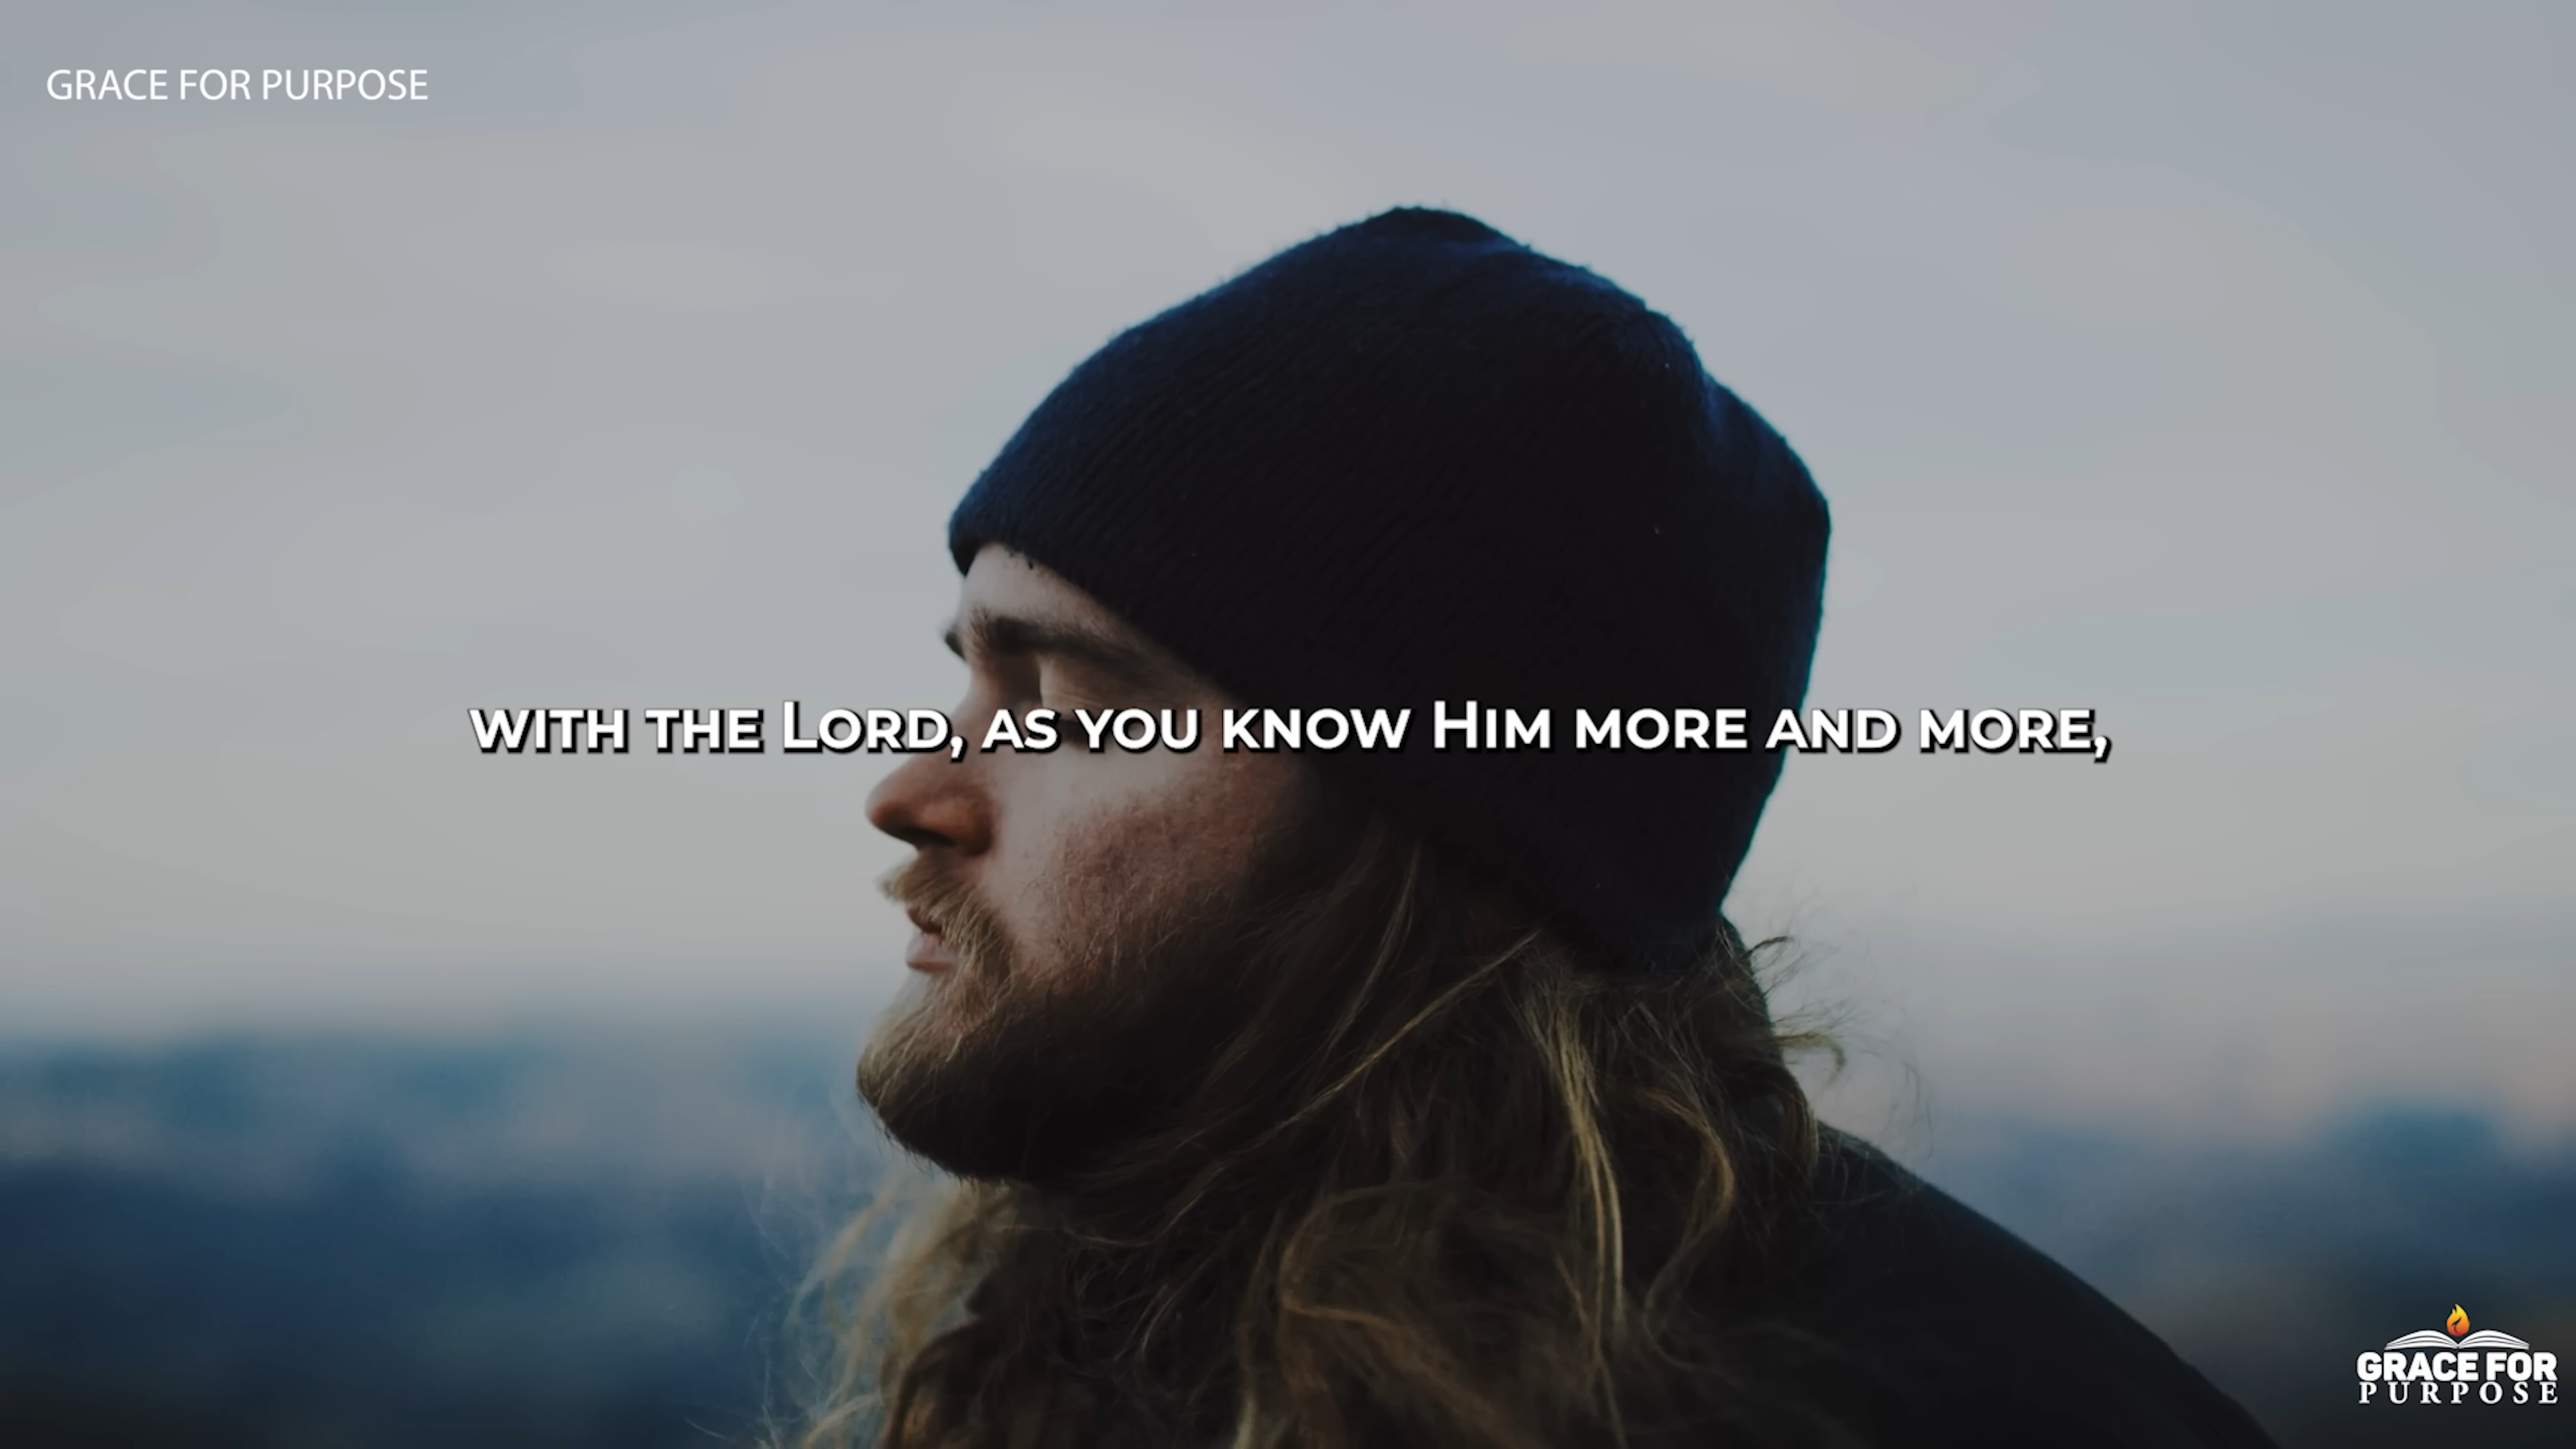 GRACE FOR PURPOSE
WITH THE LORD, AS YOU KNOW HIM MORE AND MORE,
GRACE FOR
PURPOSE